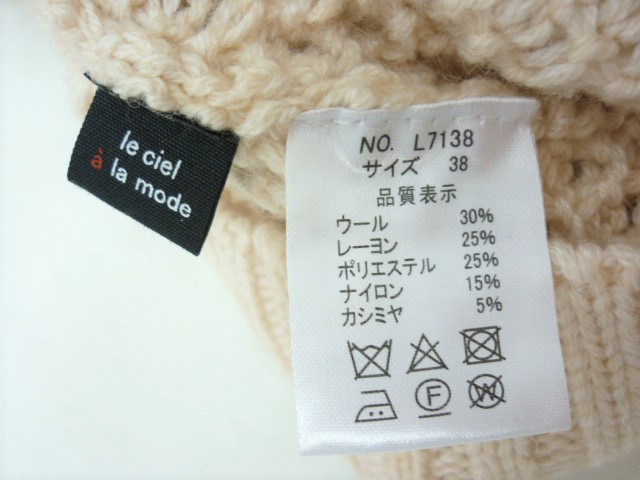 le ciel
à la mode
NO. L7138
サイズ 38
品質表示
ウール 30%
レーヨン 25%
ポリエステル 25%
ナイロン 15%
カシミヤ 5%
F
W